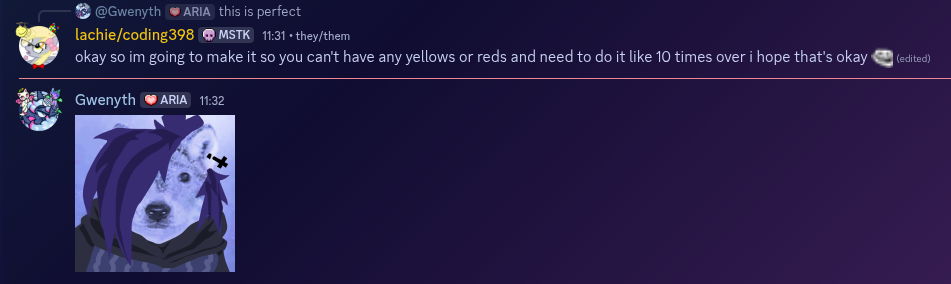 @Gwenyth ARIA this is perfect
lachie/coding398 MSTK 11:31 • they/them
okay so im going to make it so you can't have any yellows or reds and need to do it like 10 times over i hope that's okay (edited)
Gwenyth ARIA 11:32